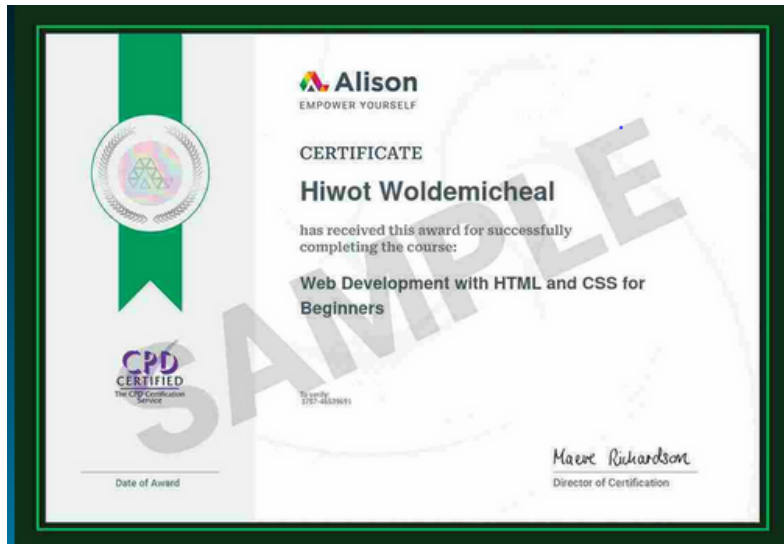 Alison
EMPOWER YOURSELF
CERTIFICATE
Hiwot Woldemicheal
has received this award for successfully
completing the course:
Web Development with HTML and CSS for
Beginners
SAMPLE
CPD
CERTIFIED
The CPD Certification
Service
To verify:
Maeve Richardson
Date of Award
Director of Certification